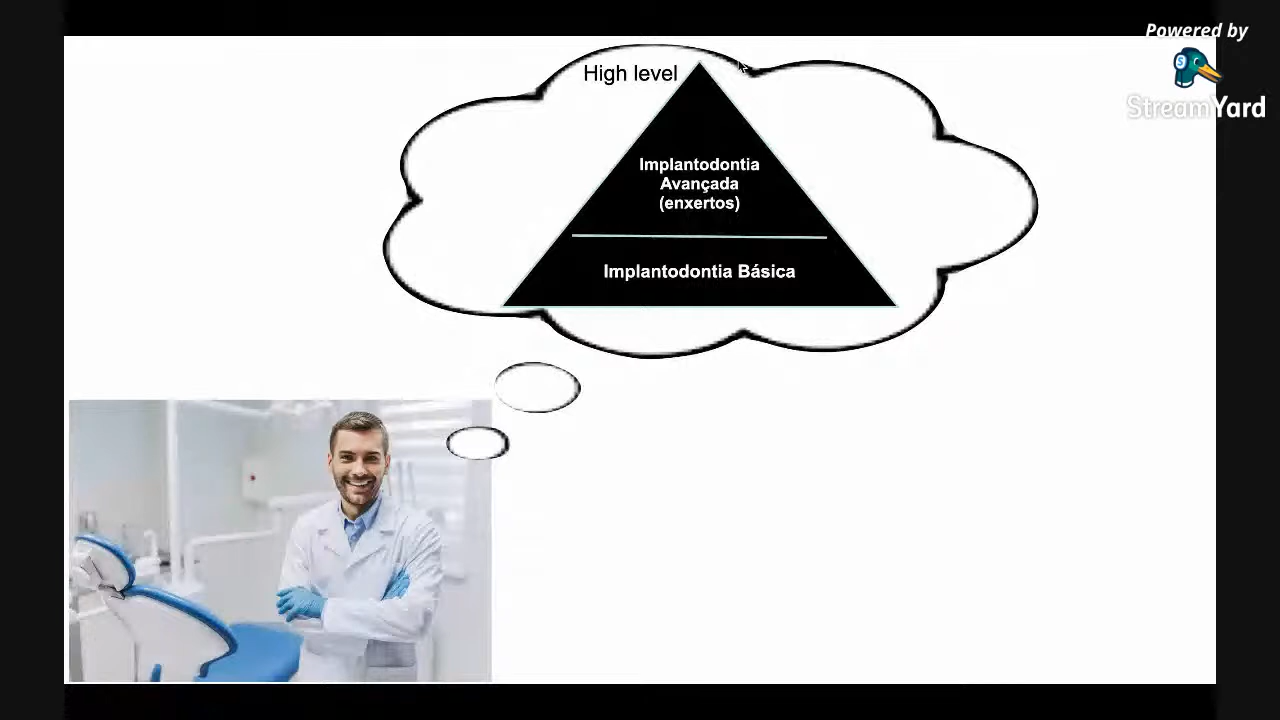 Powered by
StreamYard
High level
Implantodontia
Avançada
(enxertos)
Implantodontia Básica